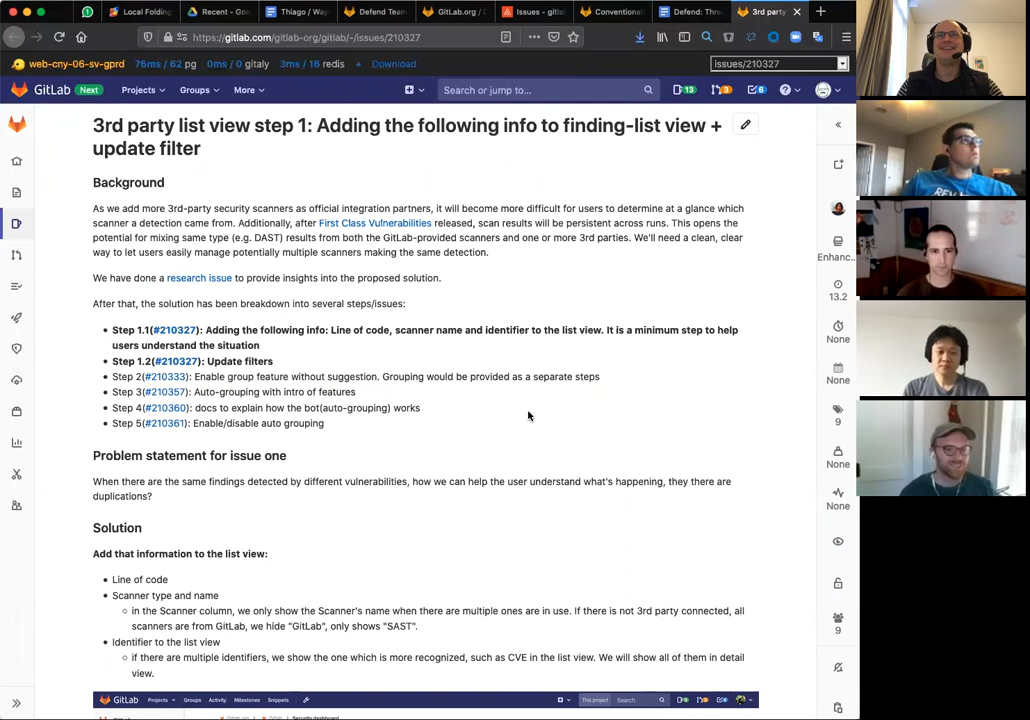 Local Folding
Recent - Goo
Thiago / Way
Defend Team
GitLab.org / D
Issues - gitlab
Conventional
Defend: Thre
3rd party
https://gitlab.com/gitlab-org/gitlab/-/issues/210327
web-cny-06-sv-gprd 76ms / 62 pg 0ms / 0 gitaly 3ms / 16 redis + Download issues/210327
GitLab Next Projects Groups More Search or jump to... 13 3 6
3rd party list view step 1: Adding the following info to finding-list view +
update filter
Background
As we add more 3rd-party security scanners as official integration partners, it will become more difficult for users to determine at a glance which
scanner a detection came from. Additionally, after First Class Vulnerabilities released, scan results will be persistent across runs. This opens the
potential for mixing same type (e.g. DAST) results from both the GitLab-provided scanners and one or more 3rd parties. We'll need a clean, clear
way to let users easily manage potentially multiple scanners making the same detection.
We have done a research issue to provide insights into the proposed solution.
After that, the solution has been breakdown into several steps/issues:
Step 1.1(#210327): Adding the following info: Line of code, scanner name and identifier to the list view. It is a minimum step to help
users understand the situation
Step 1.2(#210327): Update filters
Step 2(#210333): Enable group feature without suggestion. Grouping would be provided as a separate steps
Step 3(#210357): Auto-grouping with intro of features
Step 4(#210360): docs to explain how the bot(auto-grouping) works
Step 5(#210361): Enable/disable auto grouping
Problem statement for issue one
When there are the same findings detected by different vulnerabilities, how we can help the user understand what's happening, they there are
duplications?
Solution
Add that information to the list view:
Line of code
Scanner type and name
in the Scanner column, we only show the Scanner's name when there are multiple ones are in use. If there is not 3rd party connected, all
scanners are from GitLab, we hide "GitLab", only shows "SAST".
Identifier to the list view
if there are multiple identifiers, we show the one which is more recognized, such as CVE in the list view. We will show all of them in detail
view.
GitLab Projects Groups Activity Milestones Snippets This project Search
Security dashboard
Enhanc...
13.2
None
None
9
None
None
9